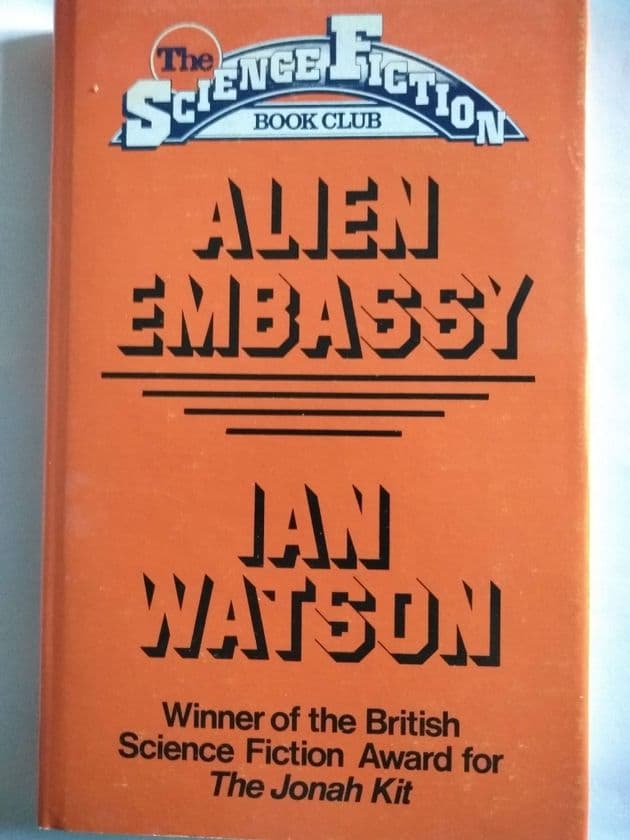 The
SCIENCE FICTION
BOOK CLUB
ALIEN
EMBASSY
IAN
WATSON
Winner of the British
Science Fiction Award for
The Jonah Kit